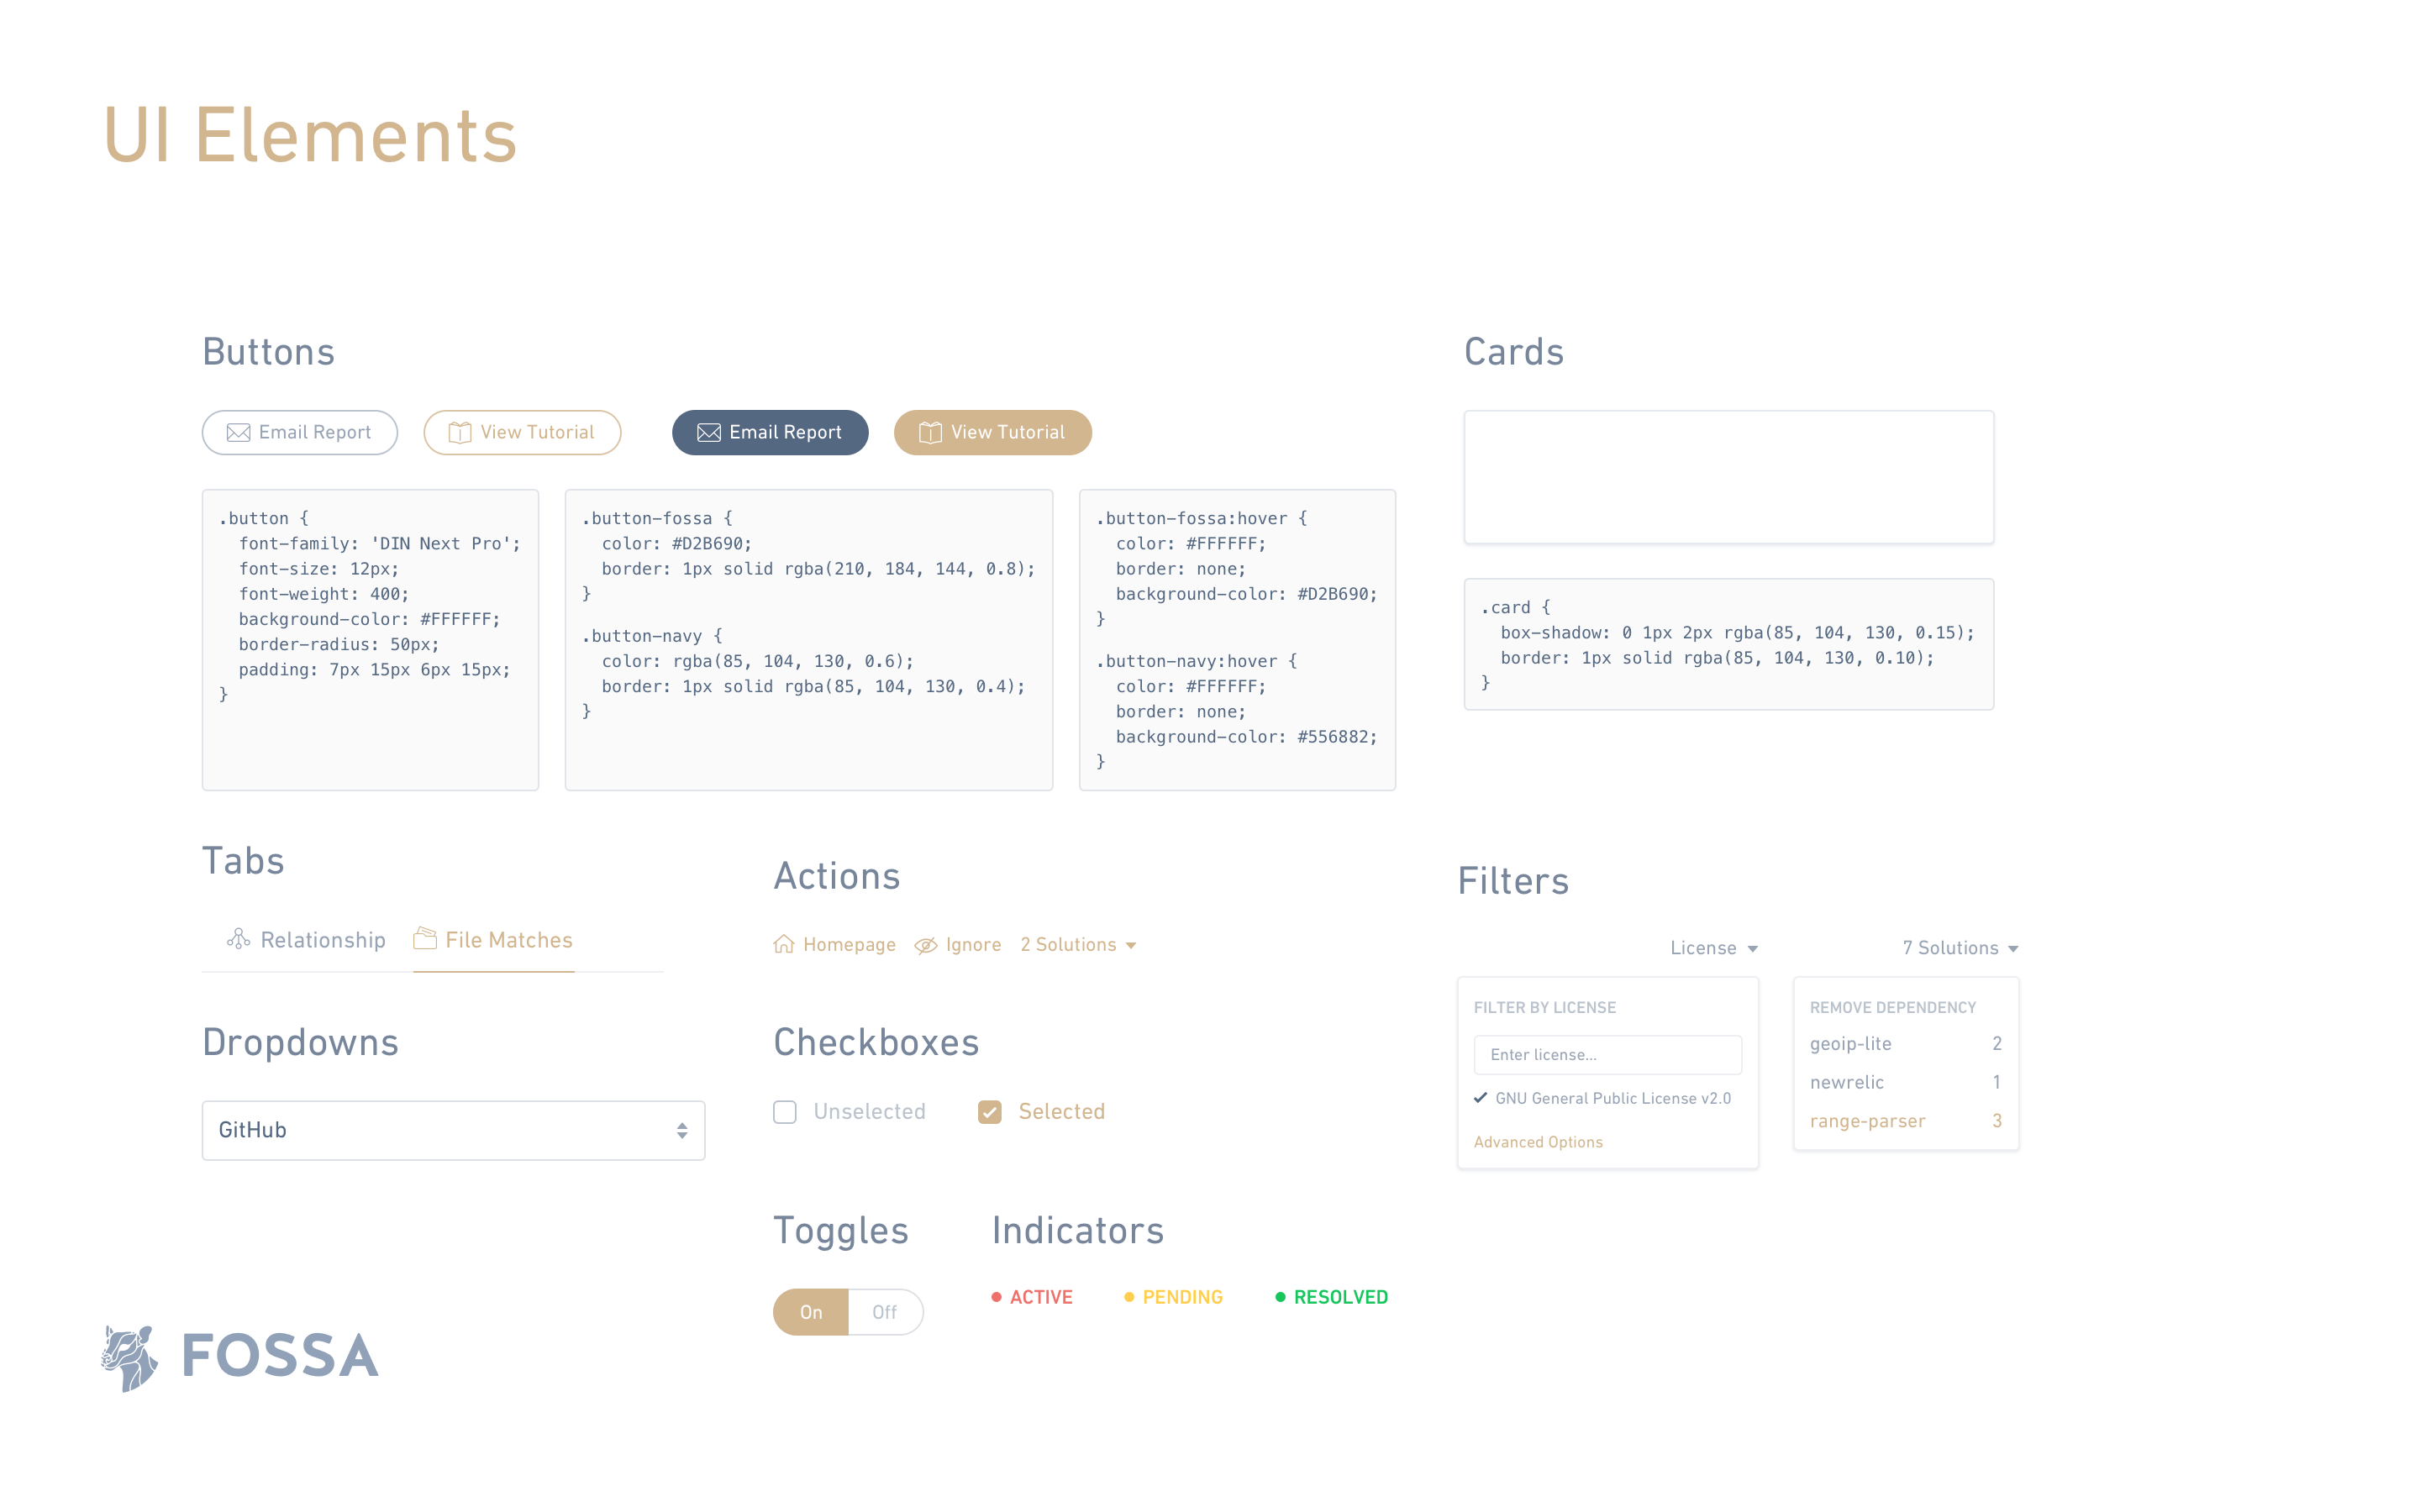 UI Elements
Buttons
Email Report
View Tutorial
Email Report
View Tutorial
.button {
  font-family: 'DIN Next Pro';
  font-size: 12px;
  font-weight: 400;
  background-color: #FFFFFF;
  border-radius: 50px;
  padding: 7px 15px 6px 15px;
}
.button-fossa {
  color: #D2B690;
  border: 1px solid rgba(210, 184, 144, 0.8);
}
.button-navy {
  color: rgba(85, 104, 130, 0.6);
  border: 1px solid rgba(85, 104, 130, 0.4);
}
.button-fossa:hover {
  color: #FFFFFF;
  border: none;
  background-color: #D2B690;
}
.button-navy:hover {
  color: #FFFFFF;
  border: none;
  background-color: #556882;
}
Cards
.card {
  box-shadow: 0 1px 2px rgba(85, 104, 130, 0.15);
  border: 1px solid rgba(85, 104, 130, 0.10);
}
Tabs
Relationship
File Matches
Dropdowns
GitHub
Actions
Homepage
Ignore
2 Solutions
Checkboxes
Unselected
Selected
Toggles
On
Off
Indicators
ACTIVE
PENDING
RESOLVED
Filters
License
FILTER BY LICENSE
Enter license...
GNU General Public License v2.0
Advanced Options
7 Solutions
REMOVE DEPENDENCY
geoip-lite 2
newrelic 1
range-parser 3
FOSSA